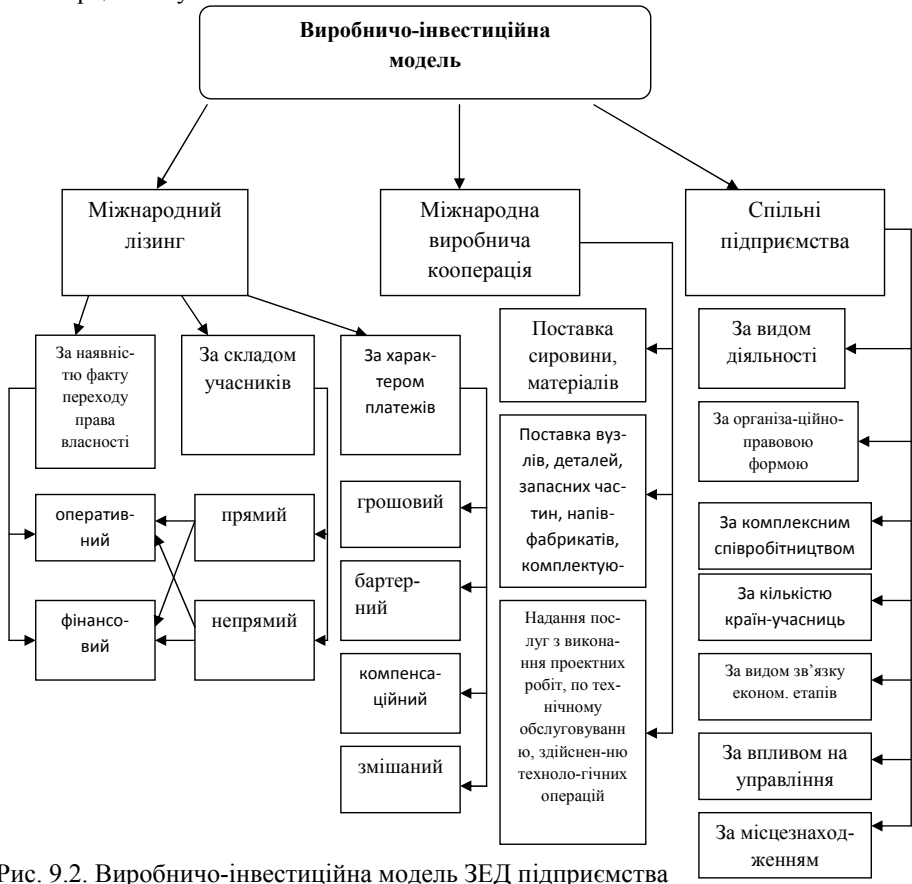 Виробничо-інвестиційна
модель
Міжнародний
лізинг
Міжнародна
виробнича
кооперація
Спільні
підприємства
За наявніс-
тю факту
переходу
права
власності
За складом
учасників
За харак-
тером
платежів
оператив-
ний
фінансо-
вий
прямий
непрямий
грошовий
бартер-
ний
компенса-
ційний
змішаний
Поставка
сировини,
матеріалів
Поставка вуз-
лів, деталей,
запасних час-
тин, напів-
фабрикатів,
комплектую-
Надання пос-
луг з викона-
ння проектних
робіт, по тех-
нічному
обслуговуванн
ю, здійснен-ню
техноло-гічних
операцій
За видом
діяльності
За організа-ційно-
правовою
формою
За комплексним
співробітництвом
За кількістю
країн-учасниць
За видом зв’язку
економ. етапів
За впливом на
управління
За місцезнаход-
женням
Рис. 9.2. Виробничо-інвестиційна модель ЗЕД підприємства